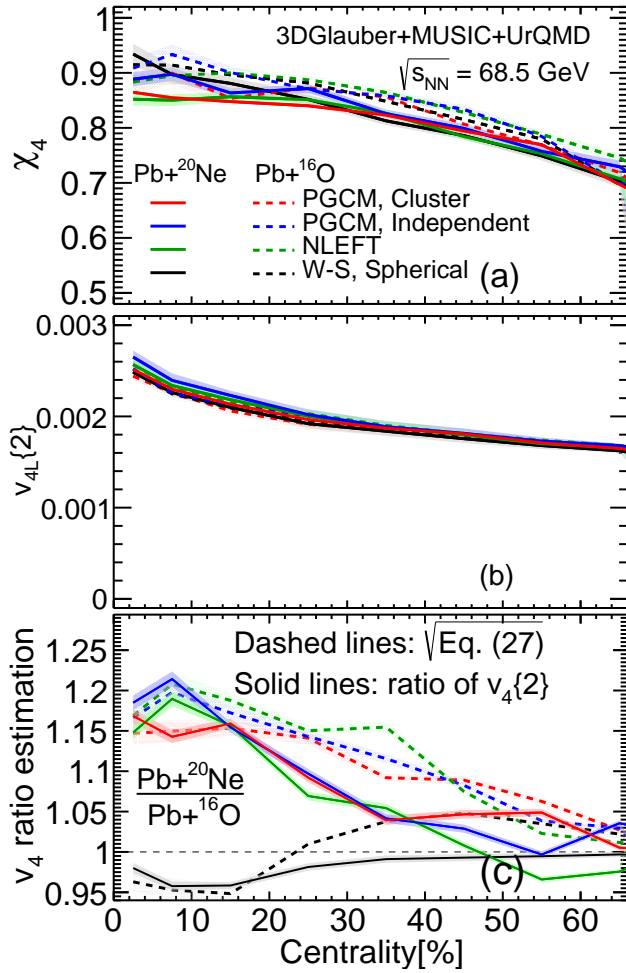 3DGlauber+MUSIC+UrQMD
√s_NN = 68.5 GeV
1
0.9
0.8
0.7
0.6
0.5
χ₄
Pb+²⁰Ne Pb+¹⁶O
PGCM, Cluster
PGCM, Independent
NLEFT
W-S, Spherical
(a)
0.003
0.002
0.001
0
v₄L{2}
(b)
Dashed lines: √Eq. (27)
Solid lines: ratio of v₄{2}
1.25
1.2
1.15
1.1
1.05
1
0.95
v₄ ratio estimation
Pb+²⁰Ne
Pb+¹⁶O
(c)
0 10 20 30 40 50 60
Centrality[%]